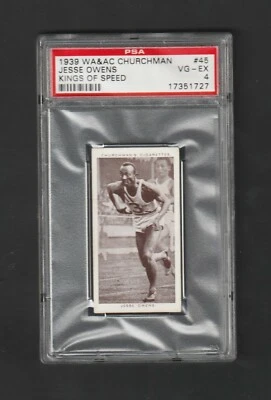 PSA
1939 WA&AC CHURCHMAN #45
JESSE OWENS VG-EX
KINGS OF SPEED 4
17351727
CHURCHMAN'S CIGARETTES
JESSE OWENS